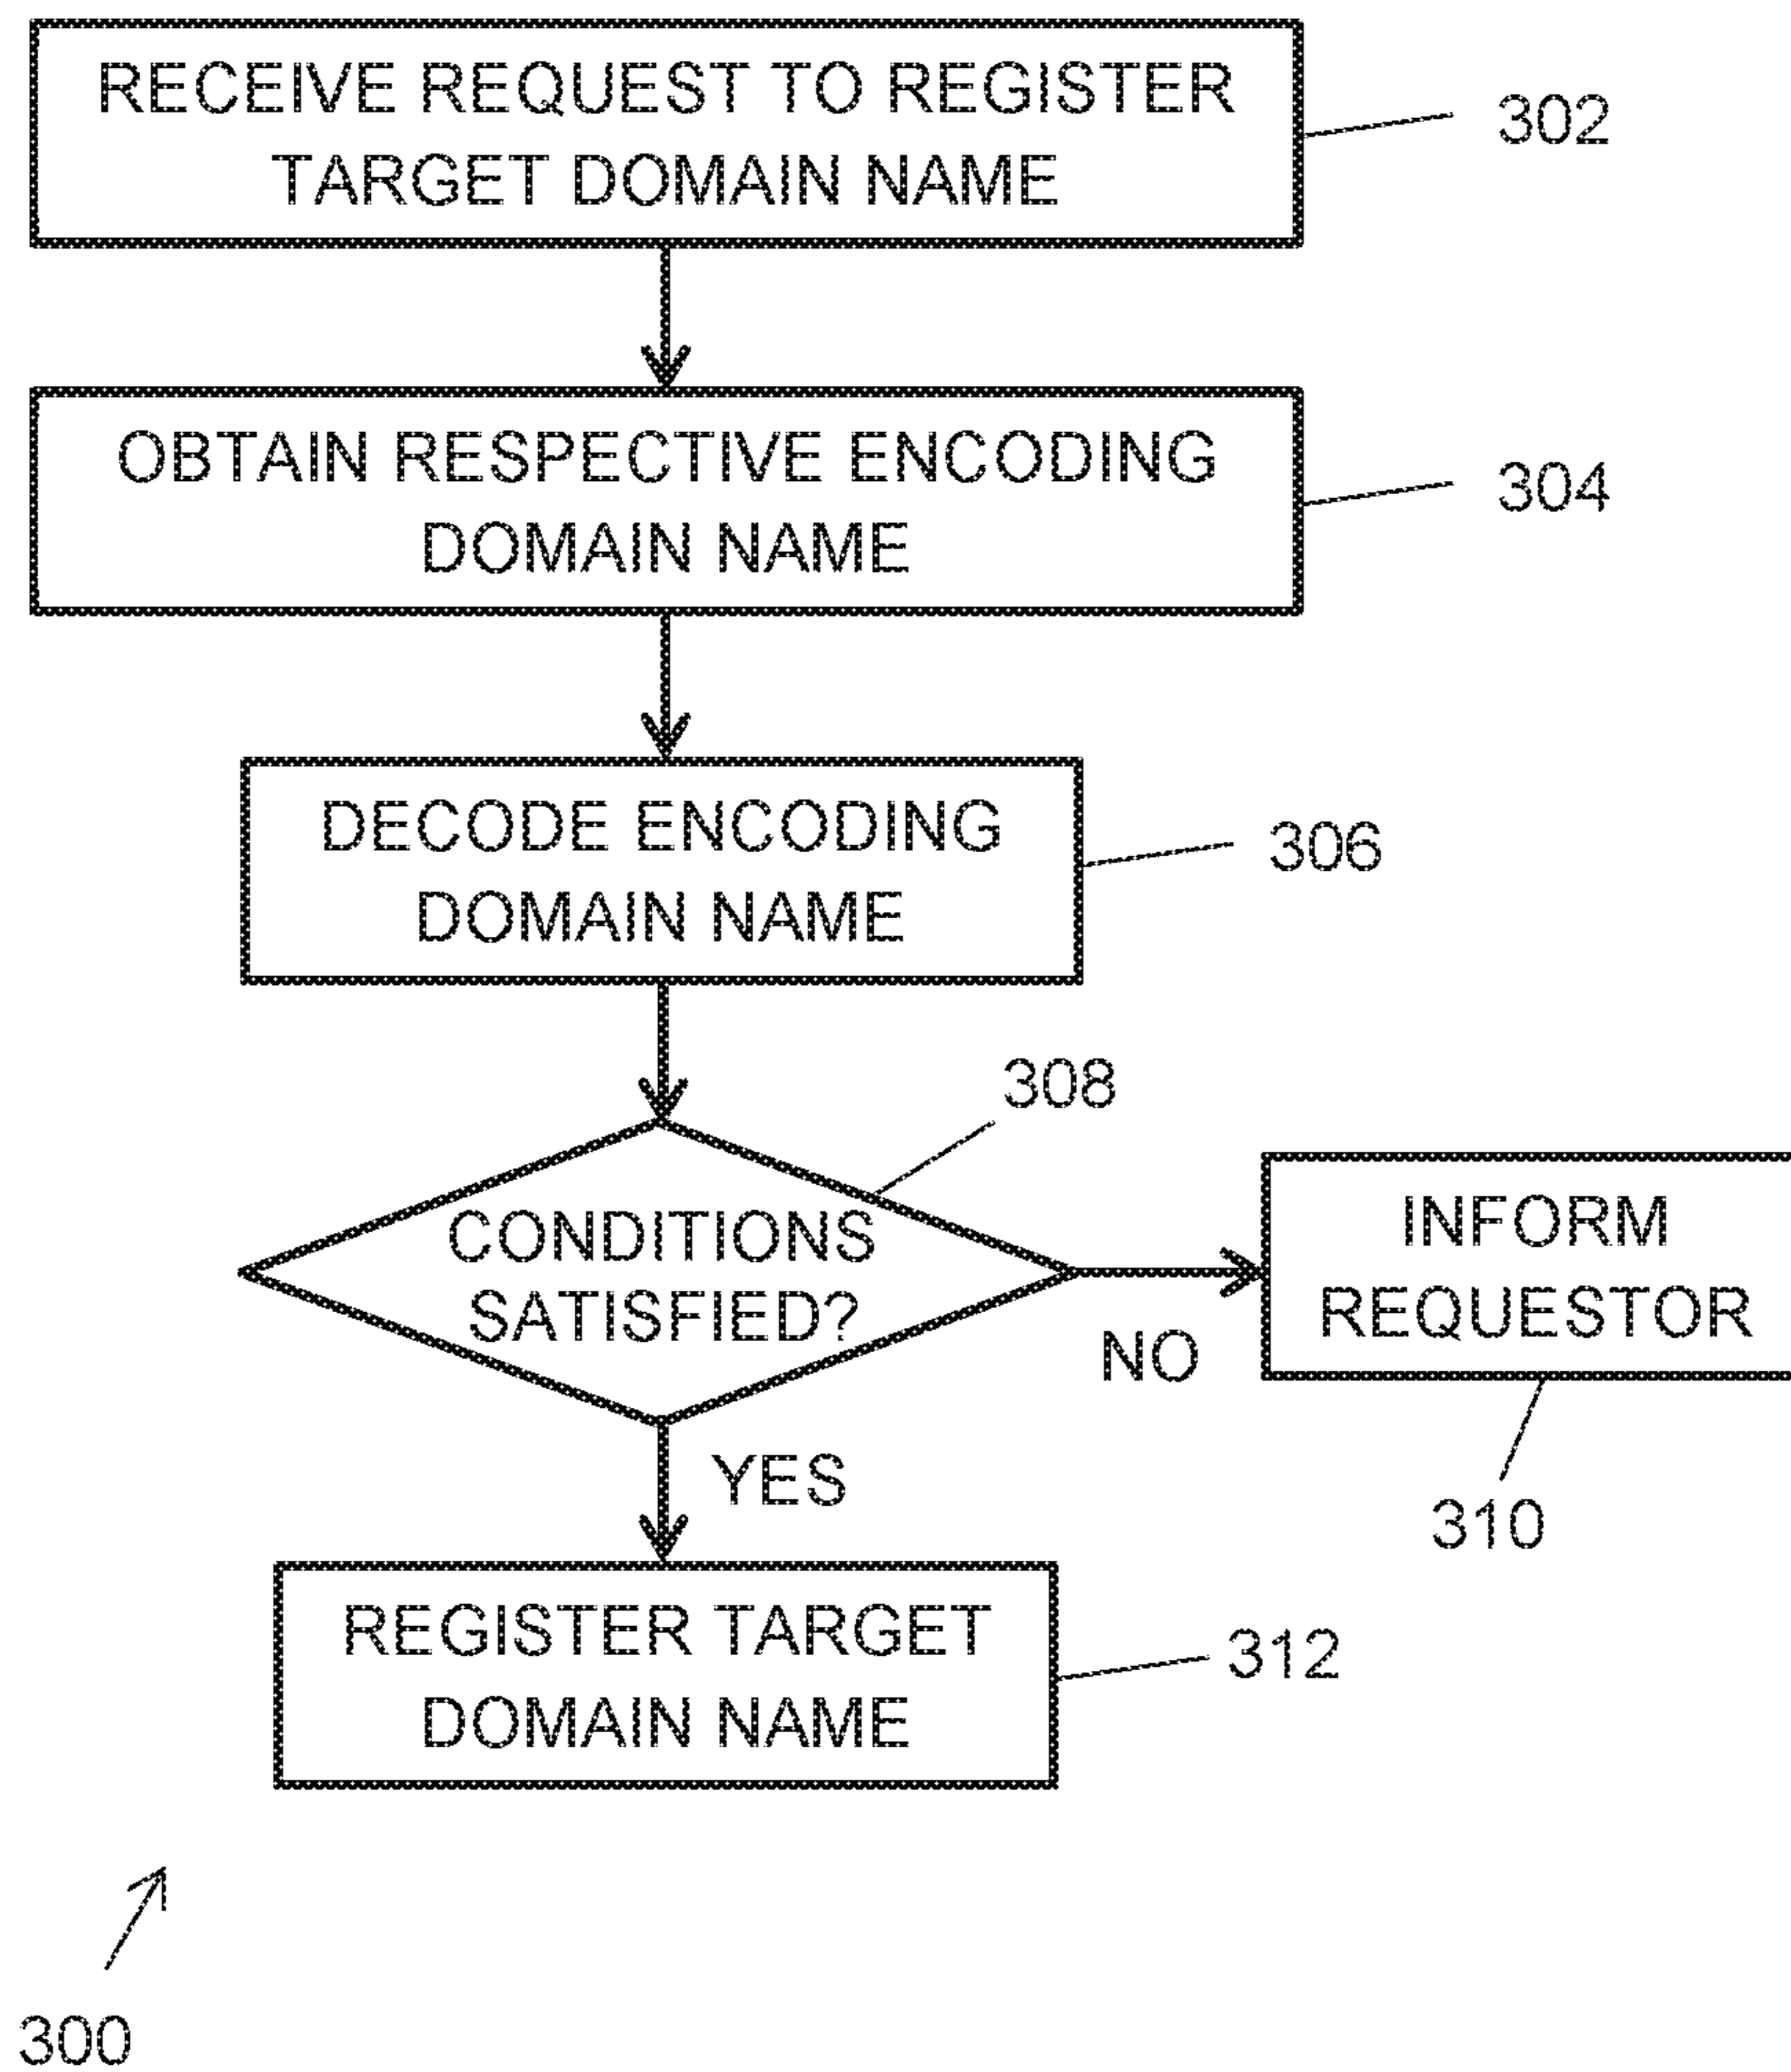 RECEIVE REQUEST TO REGISTER
TARGET DOMAIN NAME
302
OBTAIN RESPECTIVE ENCODING
DOMAIN NAME
304
DECODE ENCODING
DOMAIN NAME
306
308
CONDITIONS
SATISFIED?
NO
INFORM
REQUESTOR
310
YES
REGISTER TARGET
DOMAIN NAME
312
300